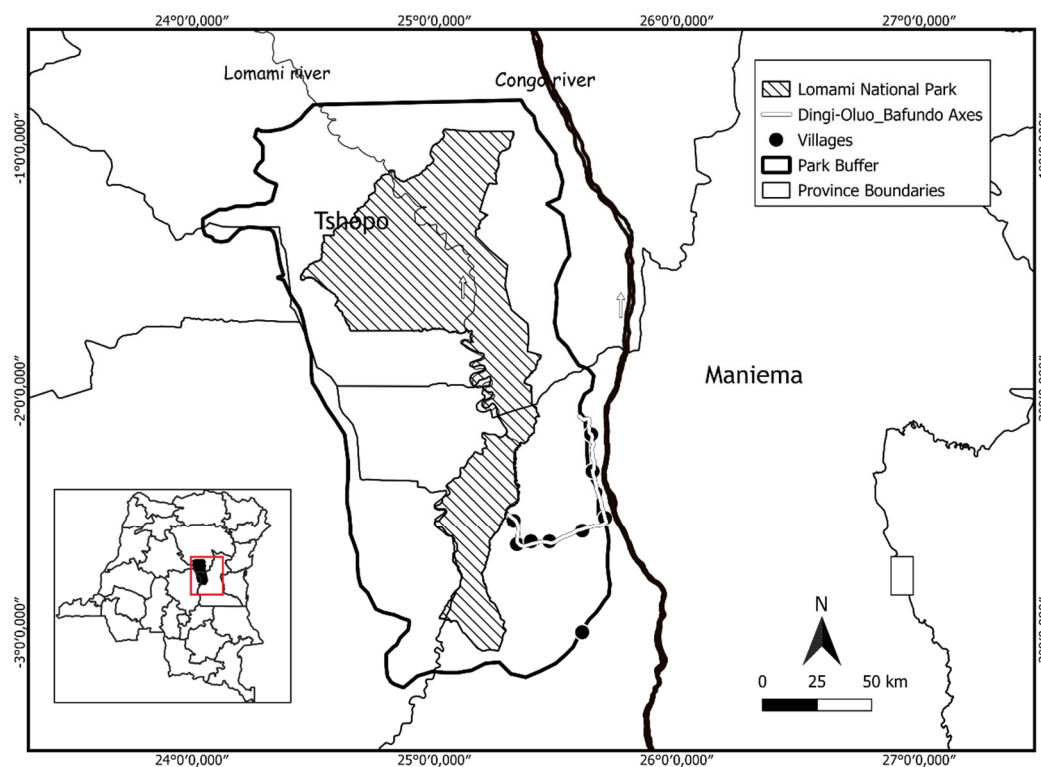 24°0′0,000″ 25°0′0,000″ 26°0′0,000″ 27°0′0,000″
Lomami river
Congo river
Lomami National Park
Dingi-Oluo_Bafundo Axes
Villages
Park Buffer
Province Boundaries
-1°0′0,000″
Tshopo
-2°0′0,000″
Maniema
-3°0′0,000″
N
0 25 50 km
24°0′0,000″ 25°0′0,000″ 26°0′0,000″ 27°0′0,000″